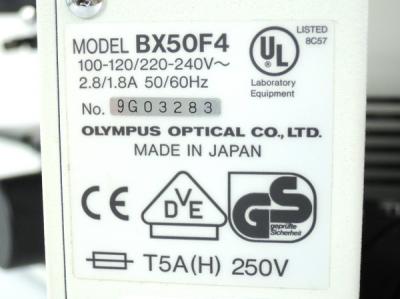 MODEL BX50F4
100-120/220-240V~
2.8/1.8A 50/60Hz
No. 9G03283
UL
LISTED
8C57
Laboratory
Equipment
OLYMPUS OPTICAL CO., LTD.
MADE IN JAPAN
CE
DVE
GS
geprüfte
Sicherheit
T5A(H) 250V